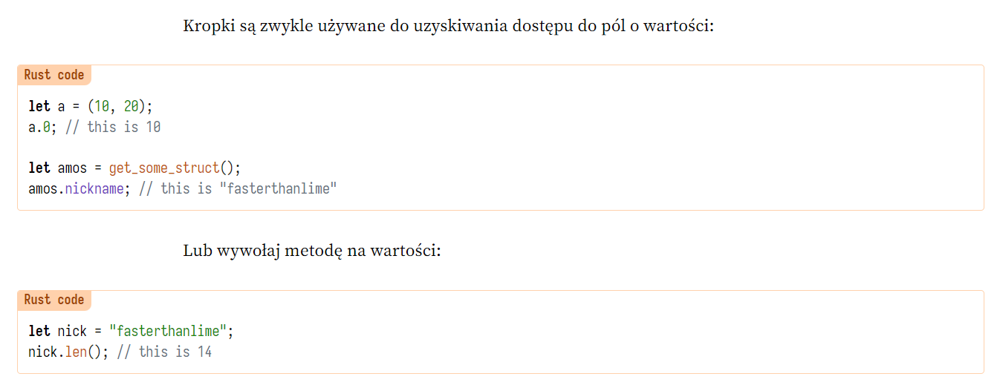 Kropki są zwykle używane do uzyskiwania dostępu do pól o wartości:
Rust code
let a = (10, 20);
a.0; // this is 10
let amos = get_some_struct();
amos.nickname; // this is "fasterthanlime"
Lub wywołaj metodę na wartości:
Rust code
let nick = "fasterthanlime";
nick.len(); // this is 14